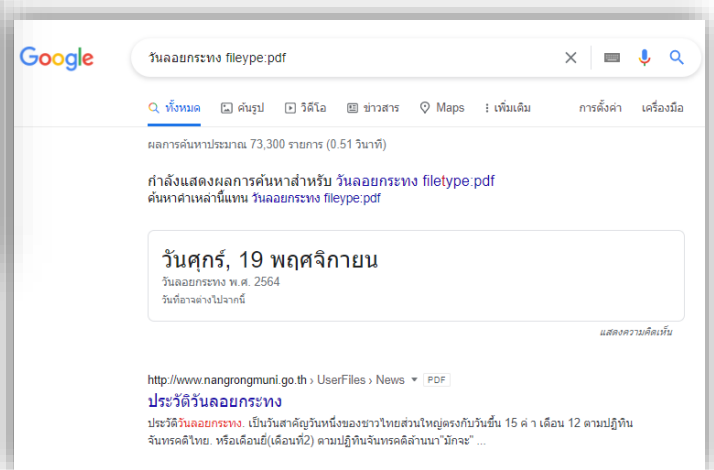 Google
วันลอยกระทง fileype:pdf
ทั้งหมด ค้นรูป วิดีโอ ข่าวสาร Maps เพิ่มเติม การตั้งค่า เครื่องมือ
ผลการค้นหาประมาณ 73,300 รายการ (0.51 วินาที)
กำลังแสดงผลการค้นหาสำหรับ วันลอยกระทง filetype:pdf
ค้นหาคำเหล่านี้แทน วันลอยกระทง fileype:pdf
วันศุกร์, 19 พฤศจิกายน
วันลอยกระทง พ.ศ. 2564
วันที่อาจต่างไปจากนี้
แสดงความคิดเห็น
http://www.nangrongmuni.go.th › UserFiles › News PDF
ประวัติวันลอยกระทง
ประวัติวันลอยกระทง. เป็นวันสำคัญวันหนึ่งของชาวไทยส่วนใหญ่ตรงกับวันขึ้น 15 ค่ า เดือน 12 ตามปฏิทิน
จันทรคติไทย. หรือเดือนยี่(เดือนที่2) ตามปฏิทินจันทรคติล้านนา"มักจะ" ...